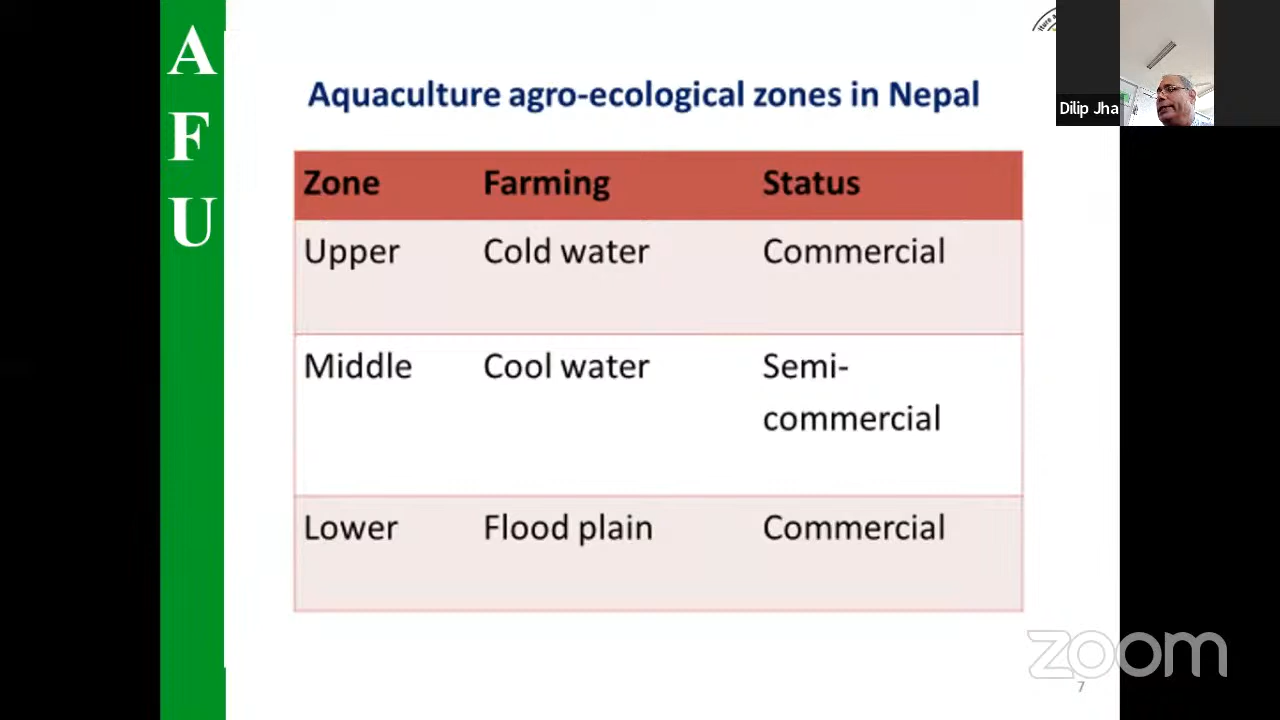 A
F
U
Aquaculture agro-ecological zones in Nepal
Dilip Jha
Zone Farming Status
Upper Cold water Commercial
Middle Cool water Semi-
commercial
Lower Flood plain Commercial
zoom
7